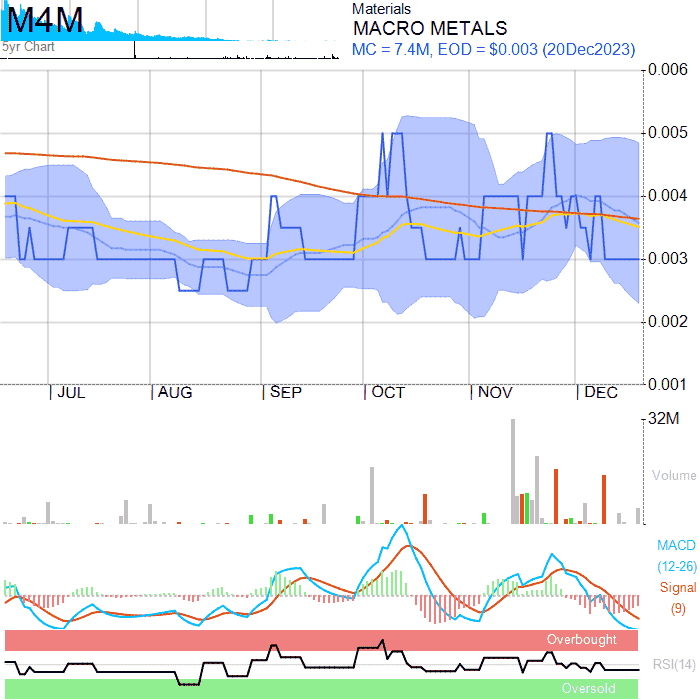 M4M
5yr Chart
Materials
MACRO METALS
MC = 7.4M, EOD = $0.003 (20Dec2023)
0.006
0.005
0.004
0.003
0.002
0.001
JUL AUG SEP OCT NOV DEC
32M
Volume
MACD
(12-26)
Signal
(9)
Overbought
RSI(14)
Oversold